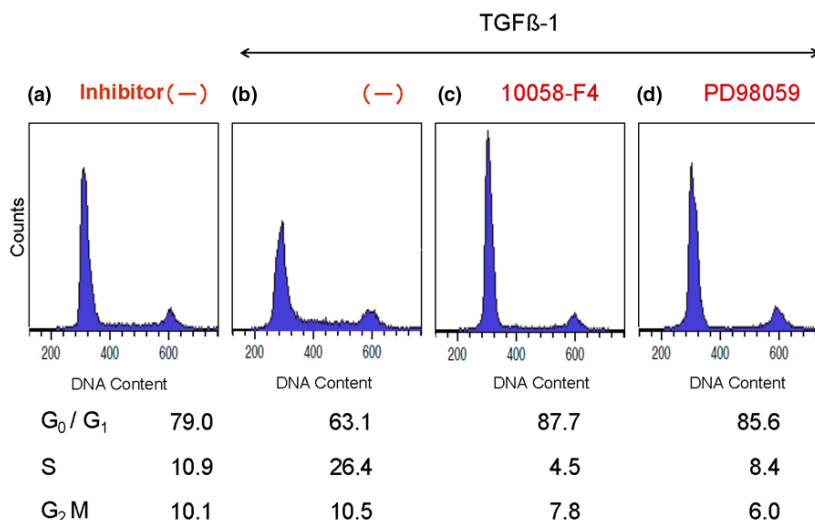 TGFß-1
(a) Inhibitor (—) (b) (—) (c) 10058-F4 (d) PD98059
Counts
200 400 600 200 400 600 200 400 600 200 400 600
DNA Content DNA Content DNA Content DNA Content
G₀ / G₁ 79.0 63.1 87.7 85.6
S 10.9 26.4 4.5 8.4
G₂ M 10.1 10.5 7.8 6.0